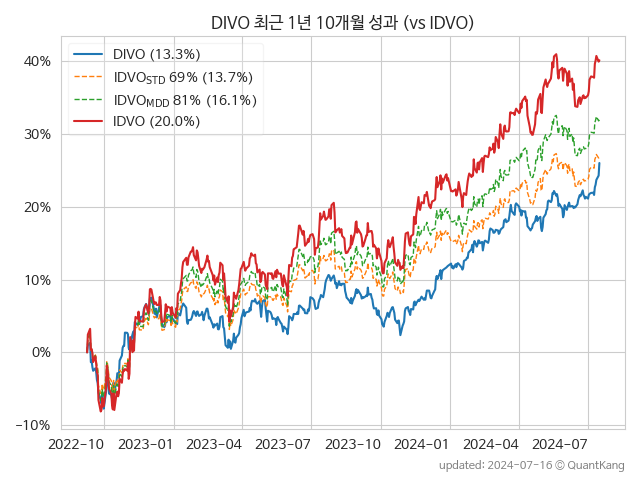 DIVO 최근 1년 10개월 성과 (vs IDVO)
DIVO (13.3%)
IDVOSTD 69% (13.7%)
IDVOMDD 81% (16.1%)
IDVO (20.0%)
40%
30%
20%
10%
0%
−10%
2022-10 2023-01 2023-04 2023-07 2023-10 2024-01 2024-04 2024-07
updated: 2024-07-16 © QuantKang